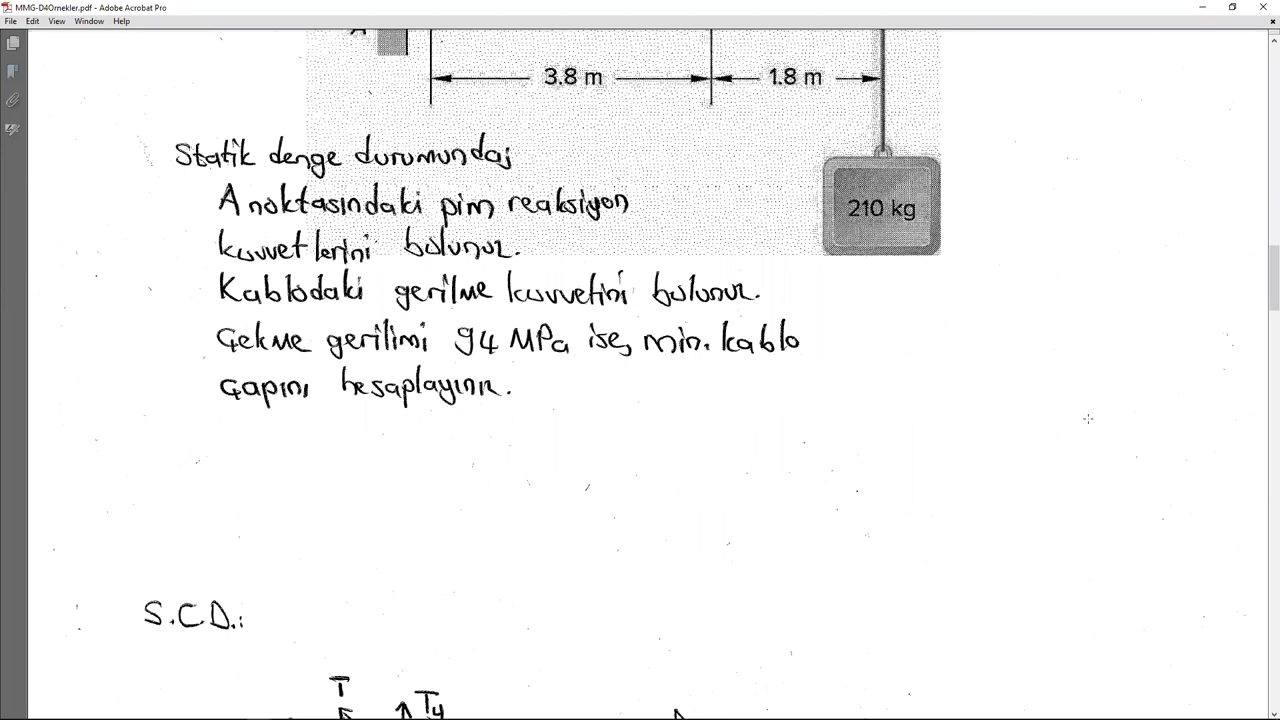 MMG-D4Ornekler.pdf - Adobe Acrobat Pro
File Edit View Window Help
3.8 m 1.8 m
Statik denge durumunda;
A noktasındaki pim reaksiyon
210 kg
kuvvetlerini bulunuz.
Kablodaki gerilme kuvvetini bulunuz.
Çekme gerilimi 94 MPa ise, min. kablo
çapını hesaplayınız.
S.C.D.:
T Ty